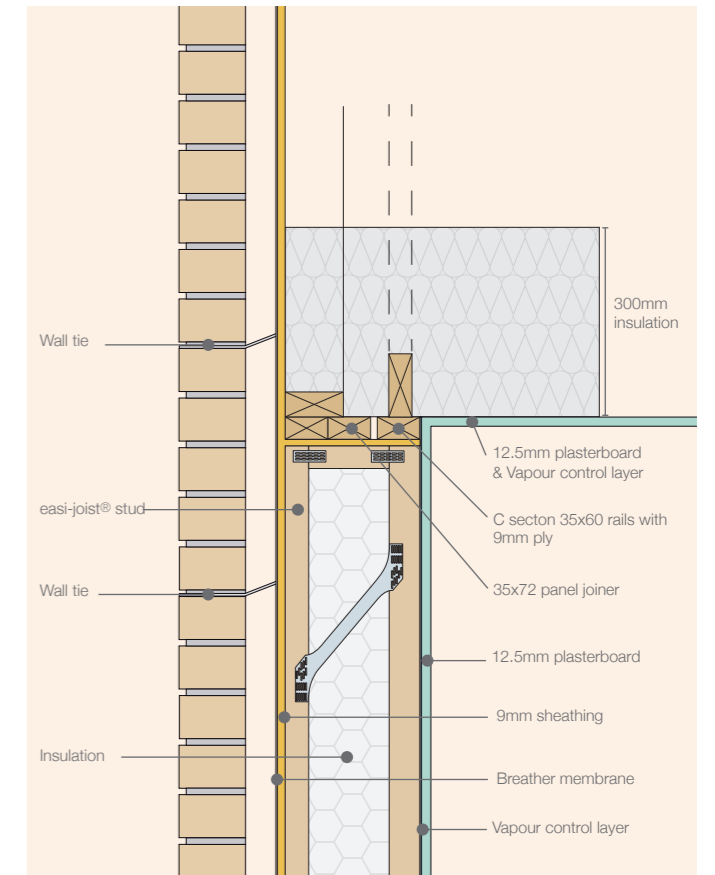 Wall tie
300mm
insulation
12.5mm plasterboard
& Vapour control layer
easi-joist® stud
C secton 35x60 rails with
9mm ply
Wall tie
35x72 panel joiner
12.5mm plasterboard
9mm sheathing
Insulation
Breather membrane
Vapour control layer